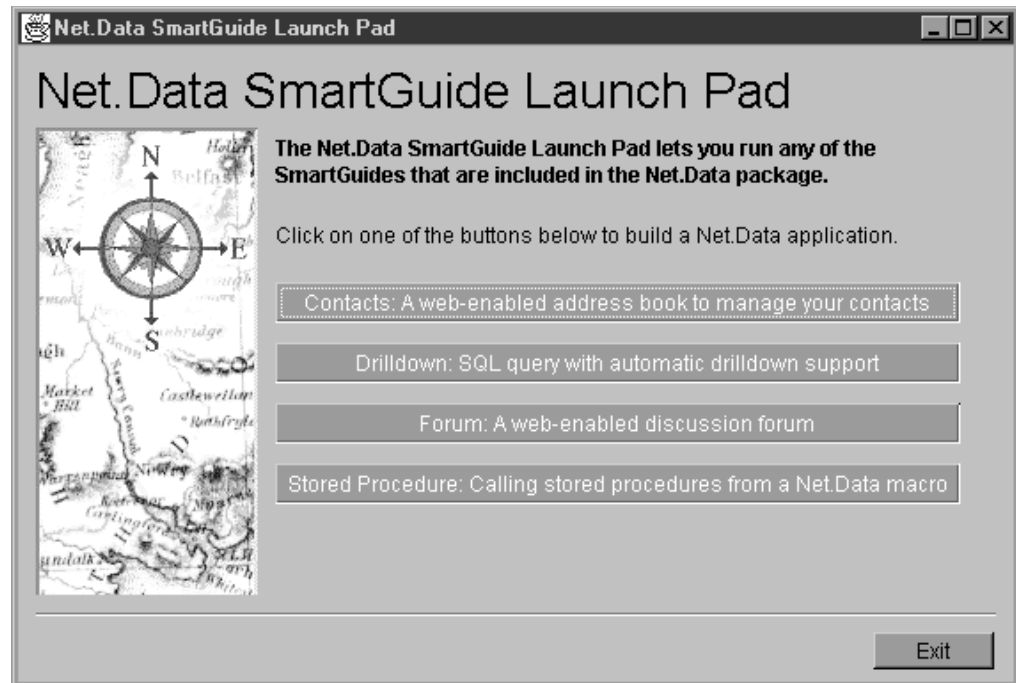 Net.Data SmartGuide Launch Pad
Net.Data SmartGuide Launch Pad
The Net.Data SmartGuide Launch Pad lets you run any of the
SmartGuides that are included in the Net.Data package.
Click on one of the buttons below to build a Net.Data application.
Contacts: A web-enabled address book to manage your contacts
Drilldown: SQL query with automatic drilldown support
Forum: A web-enabled discussion forum
Stored Procedure: Calling stored procedures from a Net.Data macro
N
Belfast
W
E
S
Market
Hill
Castlewellan
Newry Canal
Newry
Exit